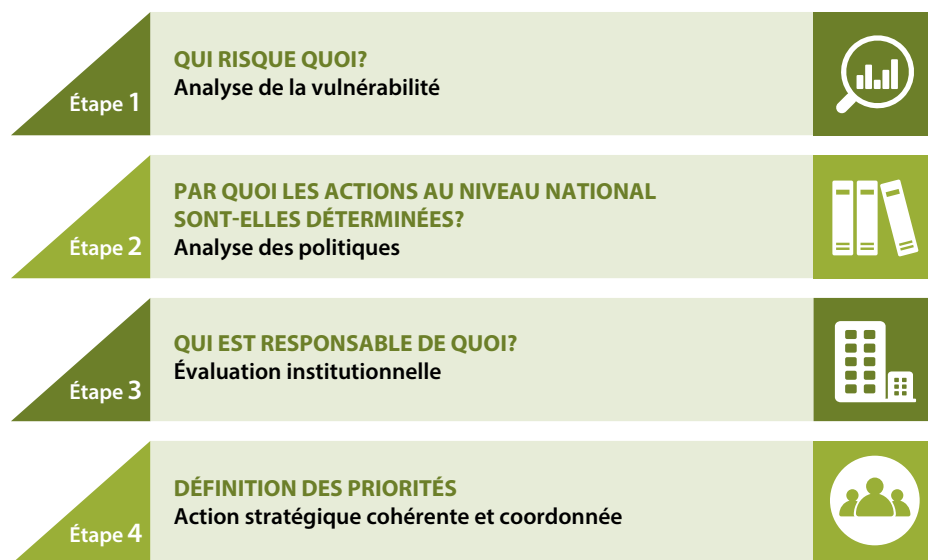 Étape 1
QUI RISQUE QUOI?
Analyse de la vulnérabilité
Étape 2
PAR QUOI LES ACTIONS AU NIVEAU NATIONAL
SONT-ELLES DÉTERMINÉES?
Analyse des politiques
Étape 3
QUI EST RESPONSABLE DE QUOI?
Évaluation institutionnelle
Étape 4
DÉFINITION DES PRIORITÉS
Action stratégique cohérente et coordonnée